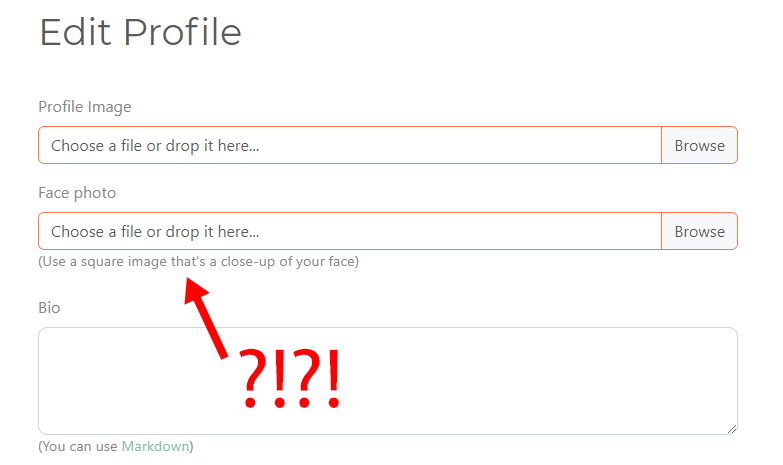 Edit Profile
Profile Image
Choose a file or drop it here... Browse
Face photo
Choose a file or drop it here... Browse
(Use a square image that's a close-up of your face)
Bio
?!?!
(You can use Markdown)